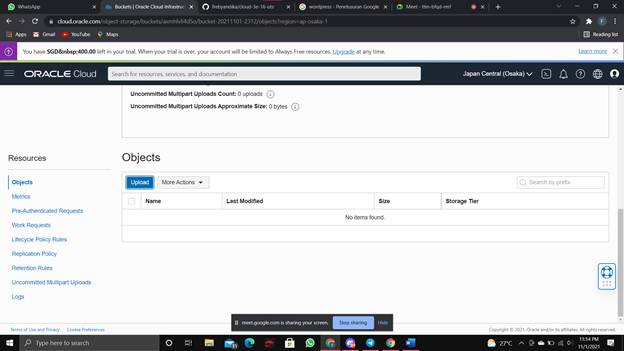 WhatsApp
Buckets | Oracle Cloud Infrastruc
frebyandika/cloud-3e-16-uts
wordpress - Penelusuran Google
Meet - ttm-bfqd-rmf
cloud.oracle.com/object-storage/buckets/axmhlvli4d5o/bucket-20211101-2312/objects?region=ap-osaka-1
Apps
Gmail
YouTube
Maps
Reading list
You have SGD&nbsp;400.00 left in your trial. When your trial is over, your account will be limited to Always Free resources. Upgrade at any time.
Learn more
ORACLE Cloud
Search for resources, services, and documentation
Japan Central (Osaka)
Uncommitted Multipart Uploads Count: 0 uploads
Uncommitted Multipart Uploads Approximate Size: 0 bytes
Resources
Objects
Metrics
Pre-Authenticated Requests
Work Requests
Lifecycle Policy Rules
Replication Policy
Retention Rules
Uncommitted Multipart Uploads
Logs
Objects
Upload
More Actions
Search by prefix
Name
Last Modified
Size
Storage Tier
No items found.
meet.google.com is sharing your screen.
Stop sharing
Hide
Terms of Use and Privacy
Cookie Preferences
Copyright © 2021, Oracle and/or its affiliates. All rights reserved.
Type here to search
27°C
11:14 PM
11/1/2021